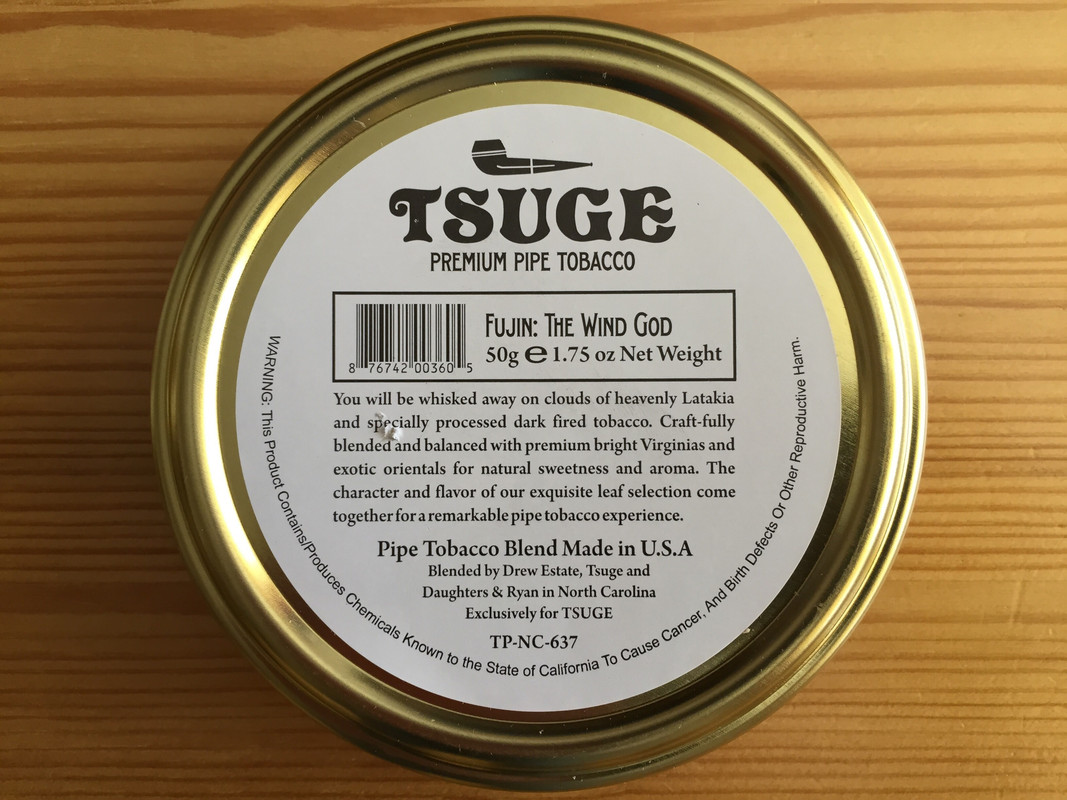 TSUGE
PREMIUM PIPE TOBACCO
FUJIN: THE WIND GOD
50g ℮ 1.75 oz Net Weight
8 76742 00360 5
You will be whisked away on clouds of heavenly Latakia
and specially processed dark fired tobacco. Craft-fully
blended and balanced with premium bright Virginias and
exotic orientals for natural sweetness and aroma. The
character and flavor of our exquisite leaf selection come
together for a remarkable pipe tobacco experience.
Pipe Tobacco Blend Made in U.S.A
Blended by Drew Estate, Tsuge and
Daughters & Ryan in North Carolina
Exclusively for TSUGE
TP-NC-637
WARNING: This Product Contains/Produces Chemicals Known to the State of California To Cause Cancer, And Birth Defects Or Other Reproductive Harm.